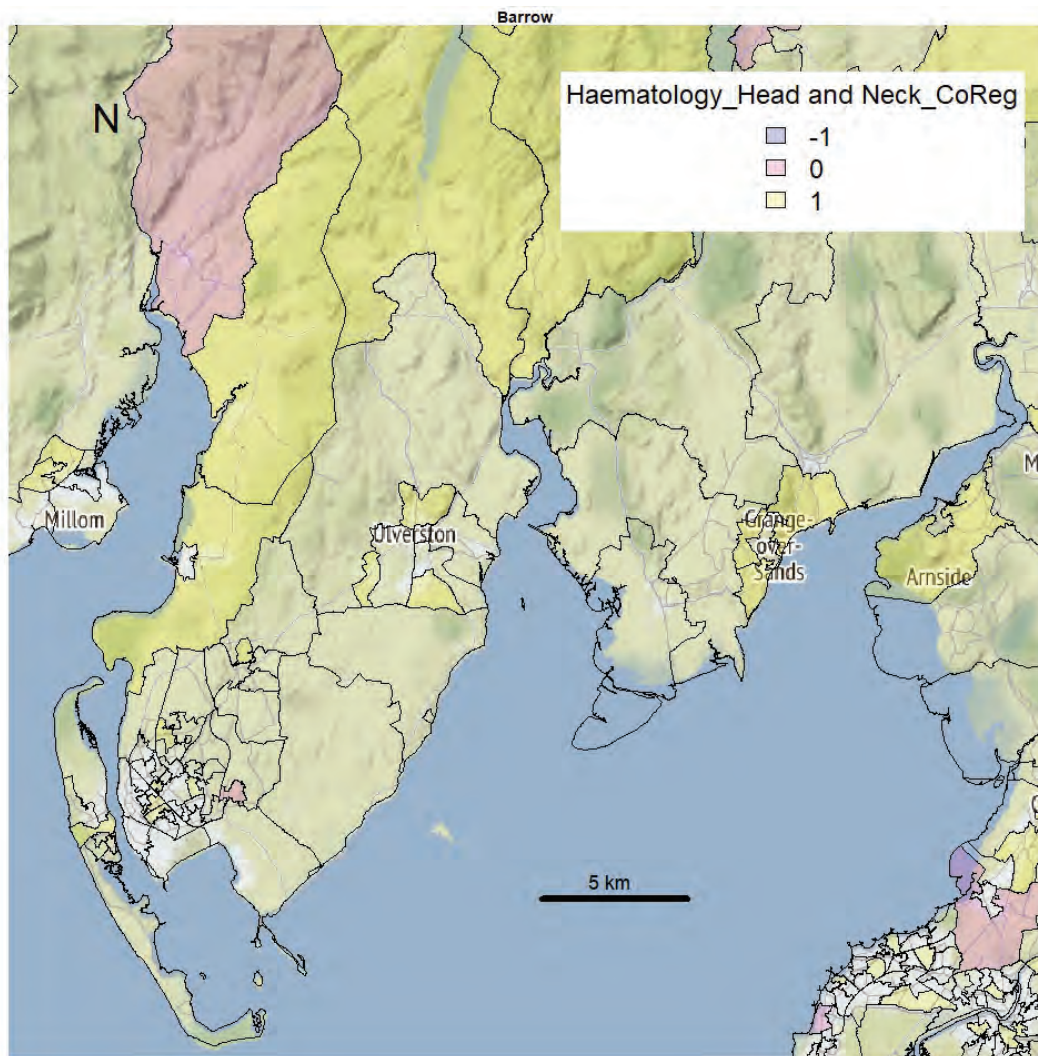 Barrow
Haematology_Head and Neck_CoReg
N
-1
0
1
Millom
Ulverston
Grange-
over-
Sands
Arnside
M
C
5 km